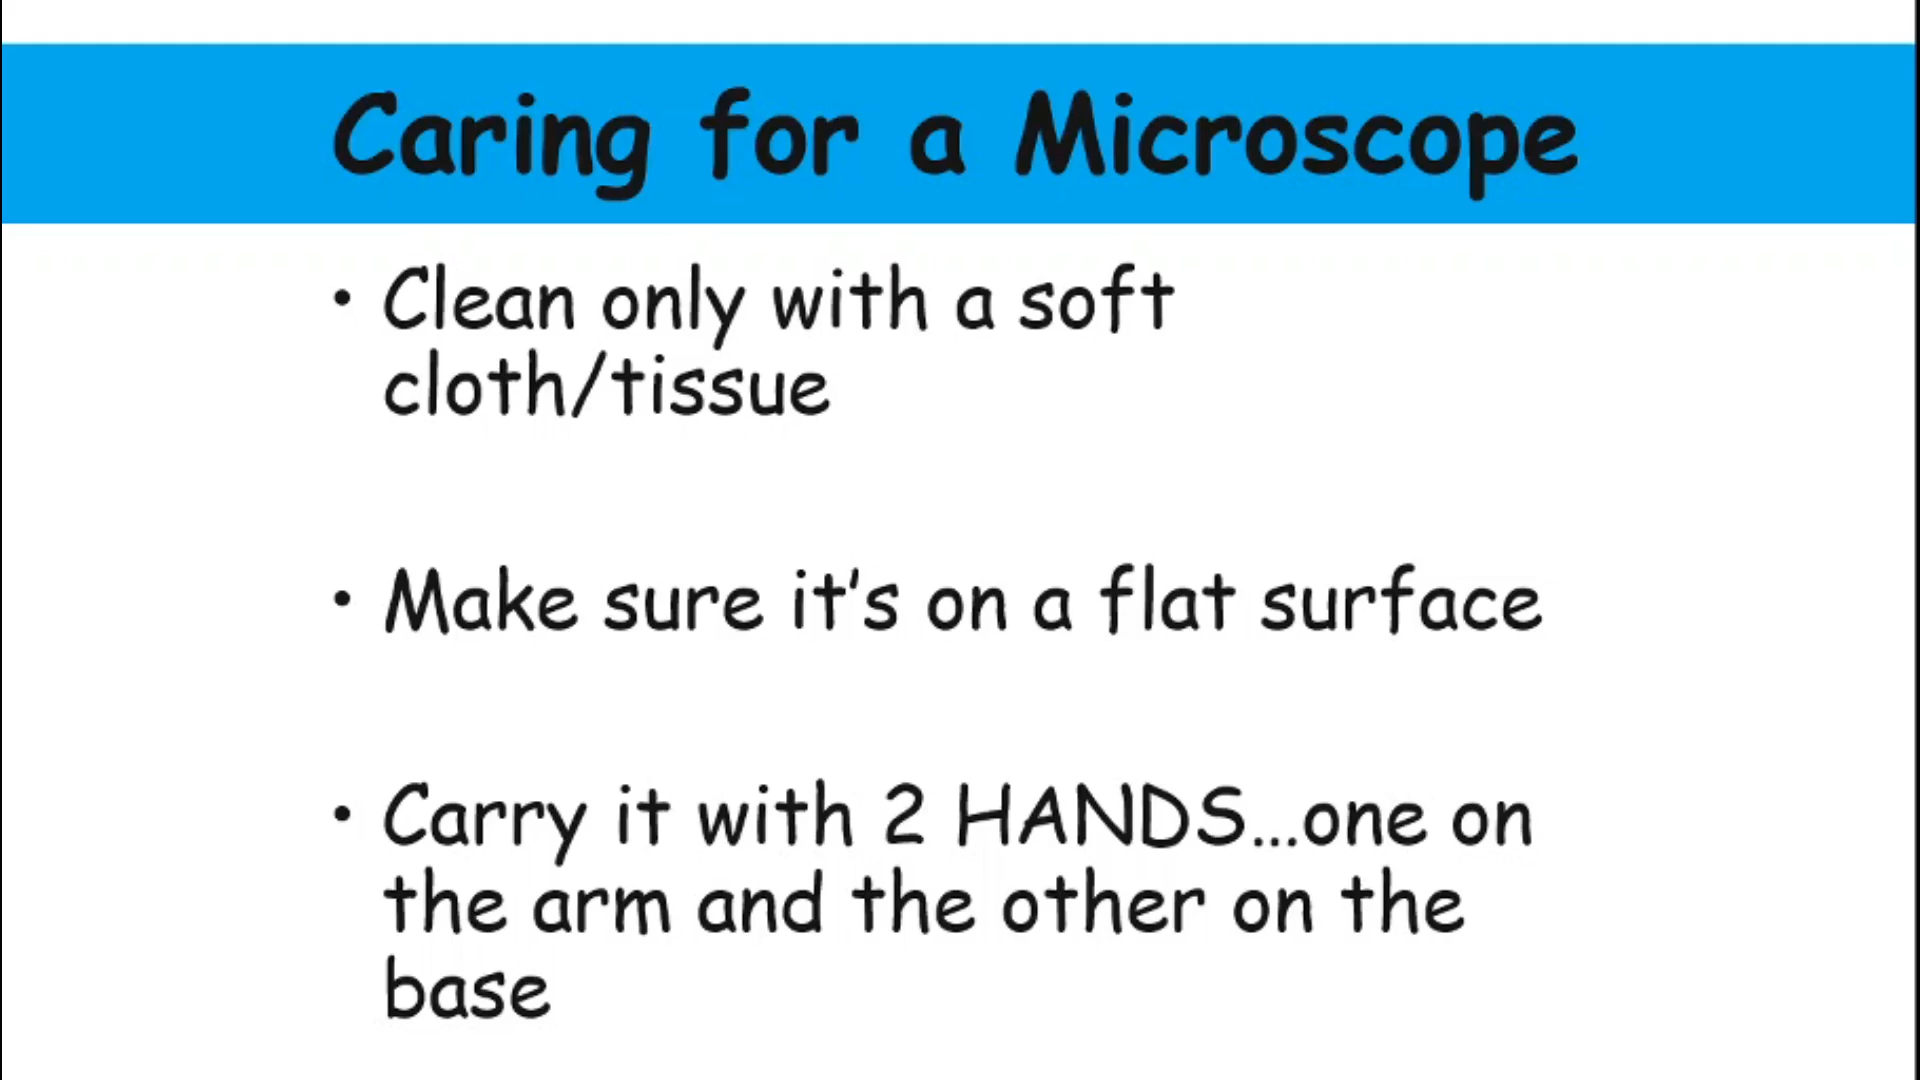 Caring for a Microscope
• Clean only with a soft
cloth/tissue
• Make sure it's on a flat surface
• Carry it with 2 HANDS...one on
the arm and the other on the
base